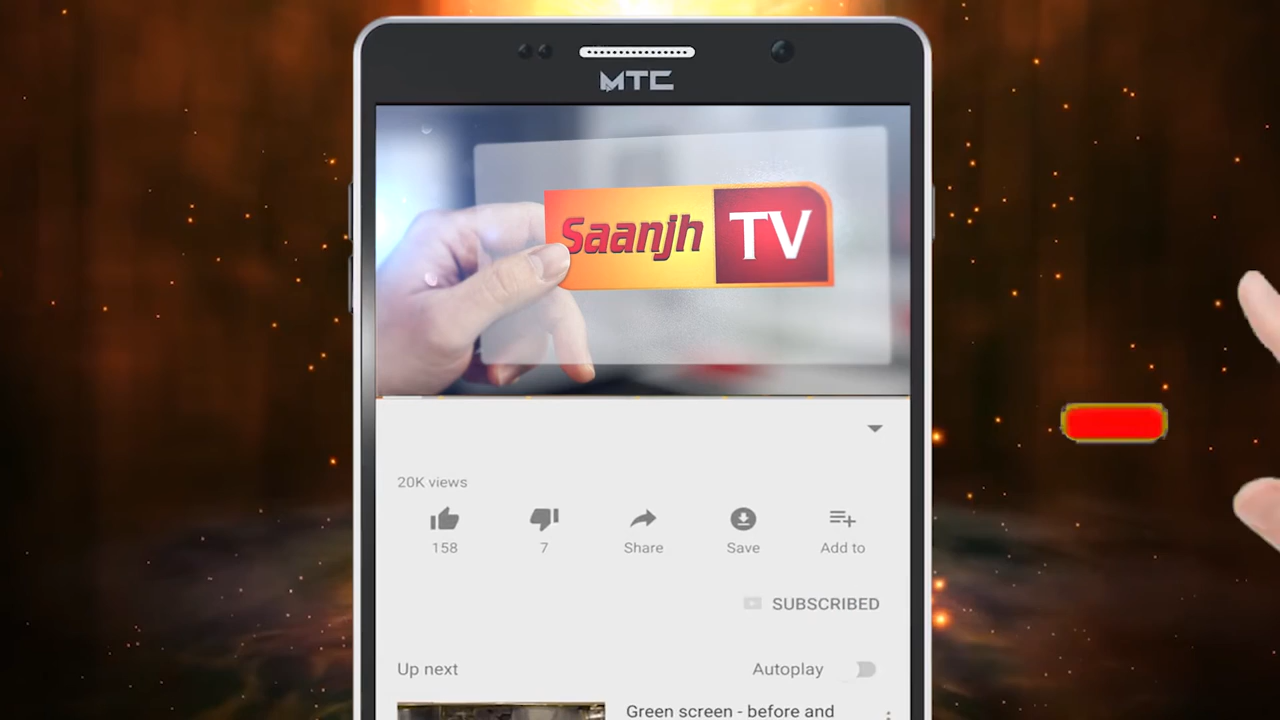 MTC
Saanjh TV
20K views
158
7
Share
Save
Add to
SUBSCRIBED
Up next
Autoplay
Green screen - before and